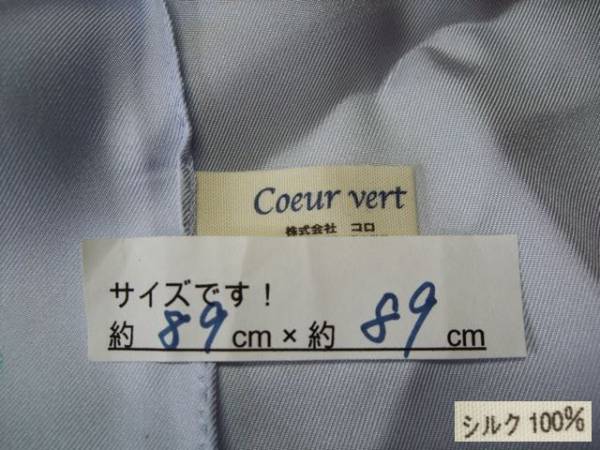 Coeur vert
株式会社 コロ
サイズです！
約 89 cm × 約 89 cm
シルク 100%